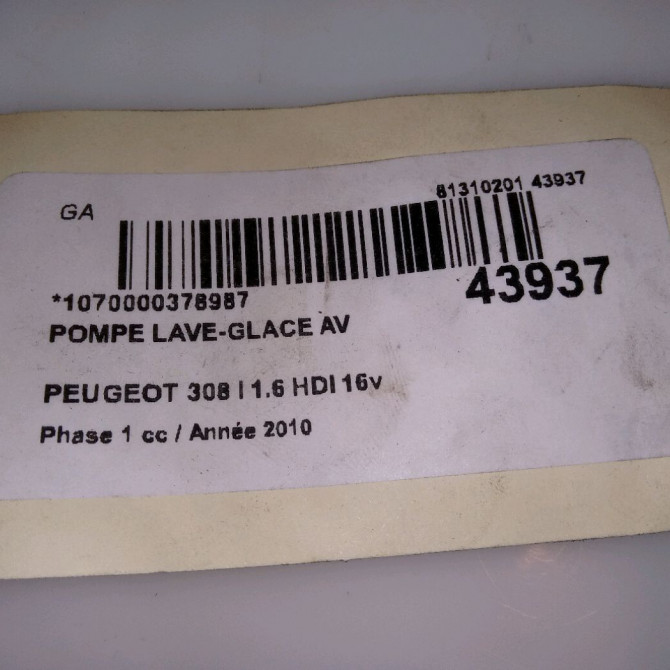 GA
81310201 43937
*1070000378987
43937
POMPE LAVE-GLACE AV
PEUGEOT 308 I 1.6 HDI 16v
Phase 1 cc / Année 2010